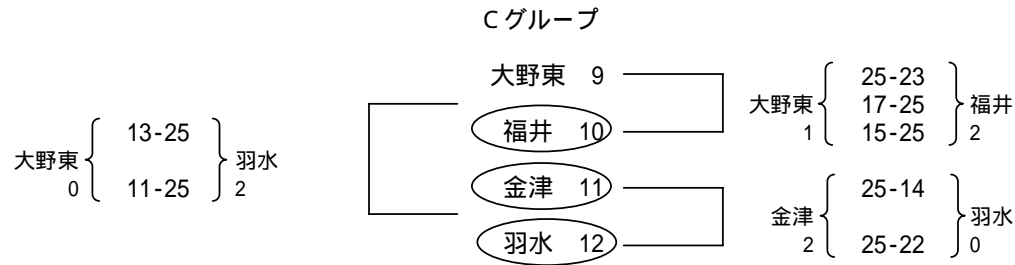 Cグループ
大野東 9
福井 10
金津 11
羽水 12
大野東 0
13-25
11-25
羽水 2
大野東 1
25-23
17-25
15-25
福井 2
金津 2
25-14
25-22
羽水 0